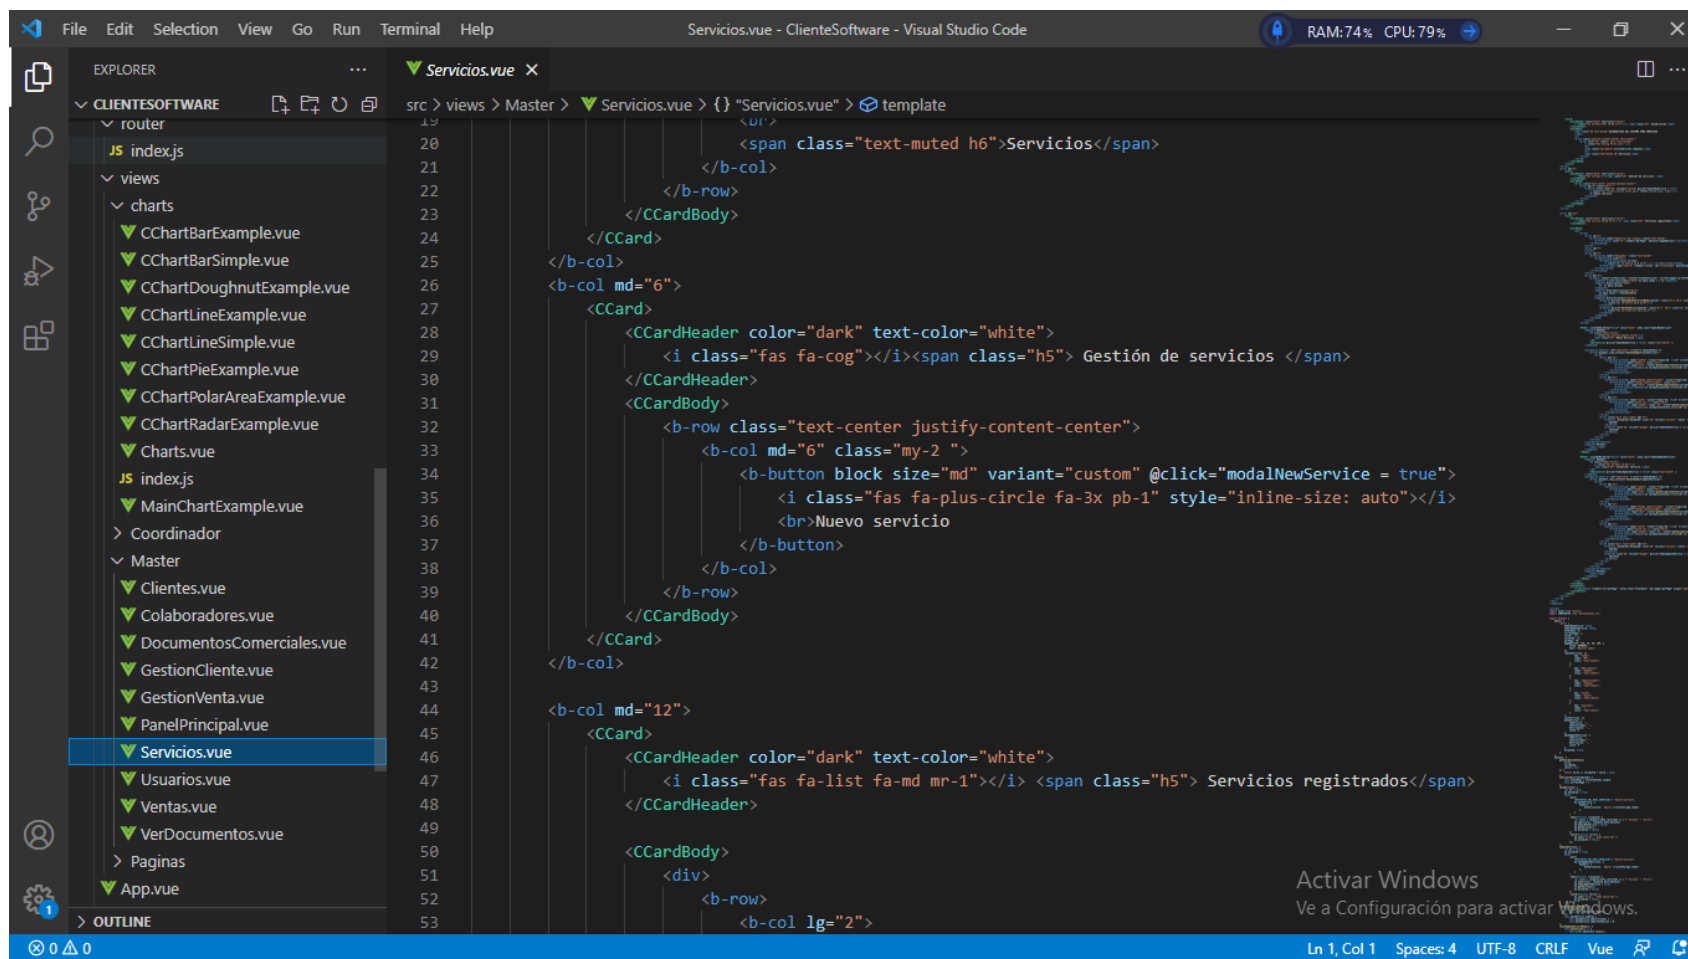 File Edit Selection View Go Run Terminal Help
Servicios.vue - ClienteSoftware - Visual Studio Code
RAM:74% CPU:79%
EXPLORER
Servicios.vue
CLIENTESOFTWARE
src > views > Master > Servicios.vue > {} "Servicios.vue" > template
router
JS index.js
views
charts
CChartBarExample.vue
CChartBarSimple.vue
CChartDoughnutExample.vue
CChartLineExample.vue
CChartLineSimple.vue
CChartPieExample.vue
CChartPolarAreaExample.vue
CChartRadarExample.vue
Charts.vue
JS index.js
MainChartExample.vue
Coordinador
Master
Clientes.vue
Colaboradores.vue
DocumentosComerciales.vue
GestionCliente.vue
GestionVenta.vue
PanelPrincipal.vue
Servicios.vue
Usuarios.vue
Ventas.vue
VerDocumentos.vue
Paginas
App.vue
OUTLINE
19 <br>
20 <span class="text-muted h6">Servicios</span>
21 </b-col>
22 </b-row>
23 </CCardBody>
24 </CCard>
25 </b-col>
26 <b-col md="6">
27 <CCard>
28 <CCardHeader color="dark" text-color="white">
29 <i class="fas fa-cog"></i><span class="h5"> Gestión de servicios </span>
30 </CCardHeader>
31 <CCardBody>
32 <b-row class="text-center justify-content-center">
33 <b-col md="6" class="my-2 ">
34 <b-button block size="md" variant="custom" @click="modalNewService = true">
35 <i class="fas fa-plus-circle fa-3x pb-1" style="inline-size: auto"></i>
36 <br>Nuevo servicio
37 </b-button>
38 </b-col>
39 </b-row>
40 </CCardBody>
41 </CCard>
42 </b-col>
43
44 <b-col md="12">
45 <CCard>
46 <CCardHeader color="dark" text-color="white">
47 <i class="fas fa-list fa-md mr-1"></i> <span class="h5"> Servicios registrados</span>
48 </CCardHeader>
49
50 <CCardBody>
51 <div>
52 <b-row>
53 <b-col lg="2">
Activar Windows
Ve a Configuración para activar Windows.
1
0 0
Ln 1, Col 1 Spaces: 4 UTF-8 CRLF Vue